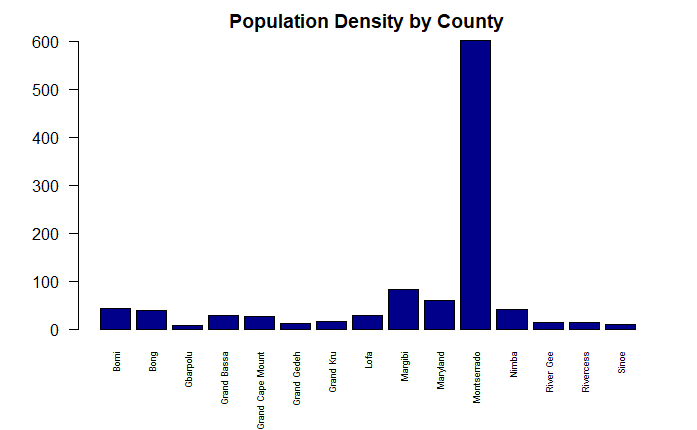 Population Density by County
600
500
400
300
200
100
0
Bomi
Bong
Gbarpolu
Grand Bassa
Grand Cape Mount
Grand Gedeh
Grand Kru
Lofa
Margibi
Maryland
Montserrado
Nimba
River Gee
Rivercess
Sinoe